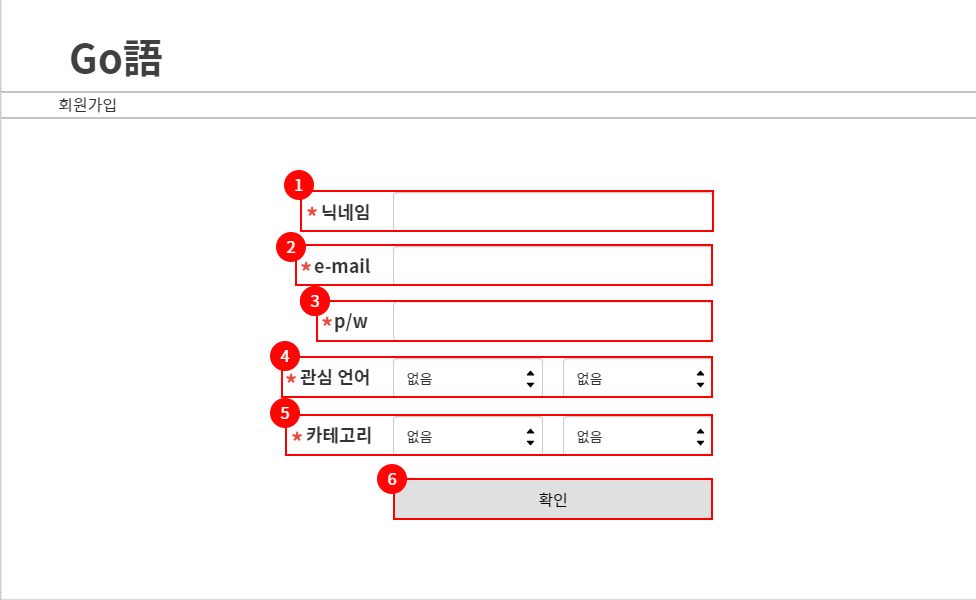 Go語
회원가입
1
* 닉네임
2
* e-mail
3
* p/w
4
* 관심 언어 없음 없음
5
* 카테고리 없음 없음
6
확인